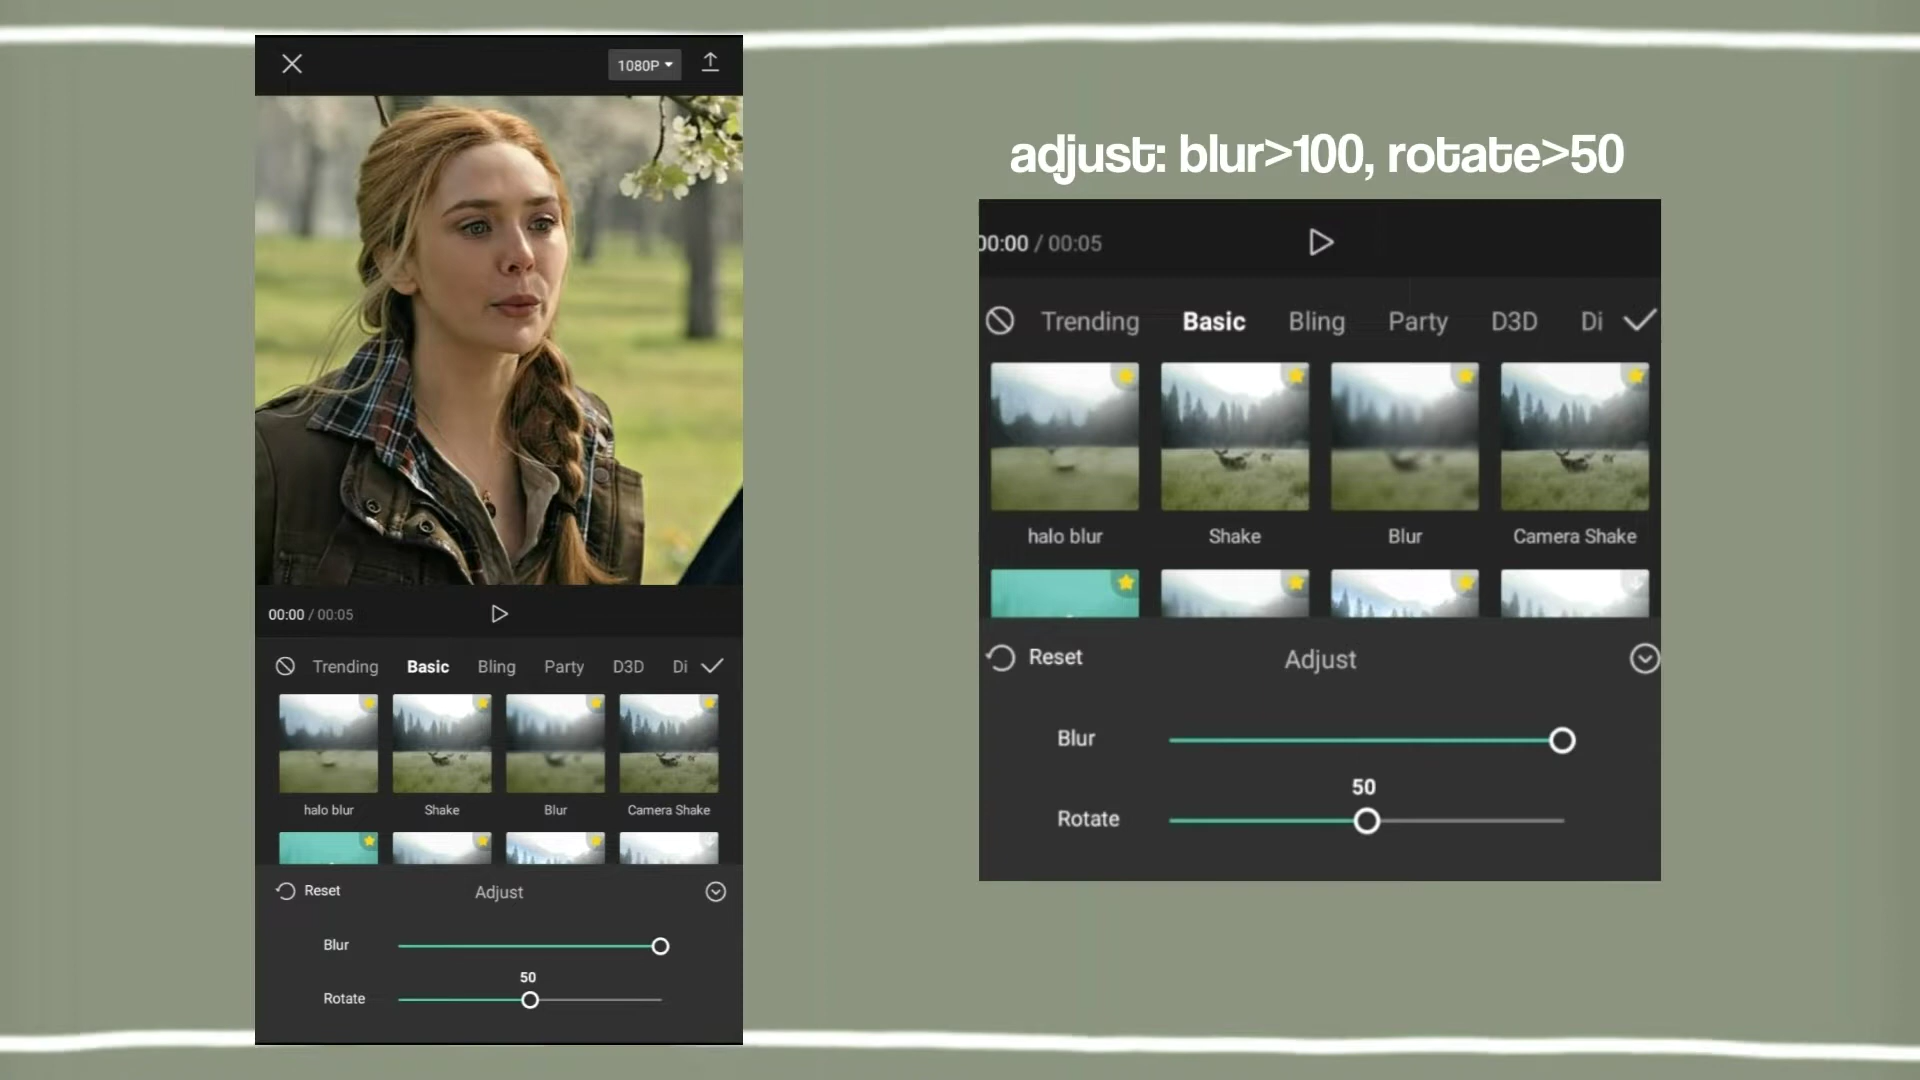 1080P
00:00 / 00:05
Trending Basic Bling Party D3D Di
halo blur Shake Blur Camera Shake
Reset Adjust
Blur
50
Rotate
adjust: blur>100, rotate>50
00:00 / 00:05
Trending Basic Bling Party D3D Di
halo blur Shake Blur Camera Shake
Reset Adjust
Blur
50
Rotate